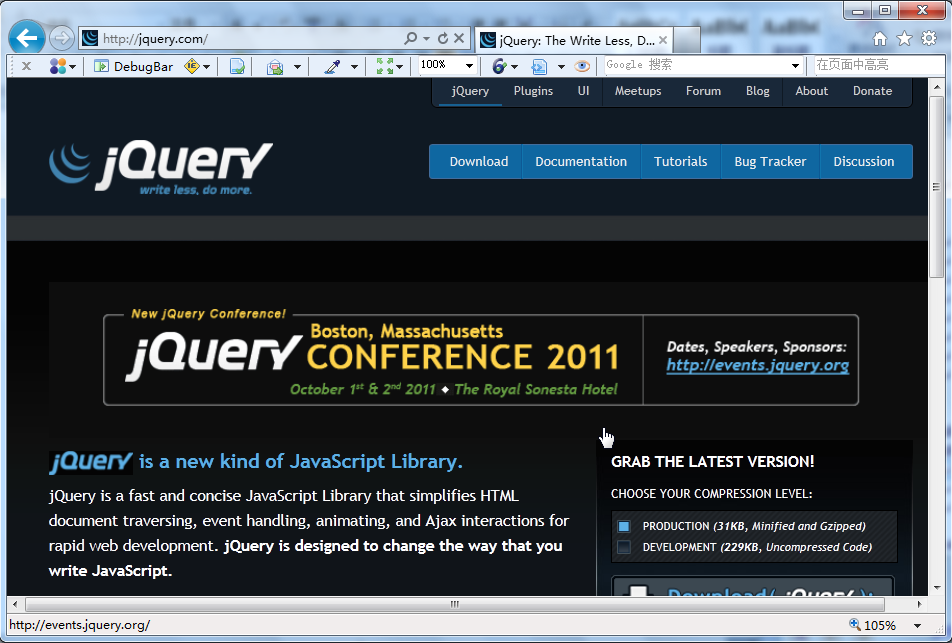 http://jquery.com/
jQuery: The Write Less, D...
DebugBar
100%
Google 搜索
在页面中高亮
jQuery Plugins UI Meetups Forum Blog About Donate
jQuery
write less, do more.
Download Documentation Tutorials Bug Tracker Discussion
New jQuery Conference!
jQuery Boston, Massachusetts
CONFERENCE 2011
October 1st & 2nd 2011 ◆ The Royal Sonesta Hotel
Dates, Speakers, Sponsors:
http://events.jquery.org
jQuery is a new kind of JavaScript Library.
jQuery is a fast and concise JavaScript Library that simplifies HTML
document traversing, event handling, animating, and Ajax interactions for
rapid web development. jQuery is designed to change the way that you
write JavaScript.
GRAB THE LATEST VERSION!
CHOOSE YOUR COMPRESSION LEVEL:
PRODUCTION (31KB, Minified and Gzipped)
DEVELOPMENT (229KB, Uncompressed Code)
Download( jQuery );
http://events.jquery.org/
105%